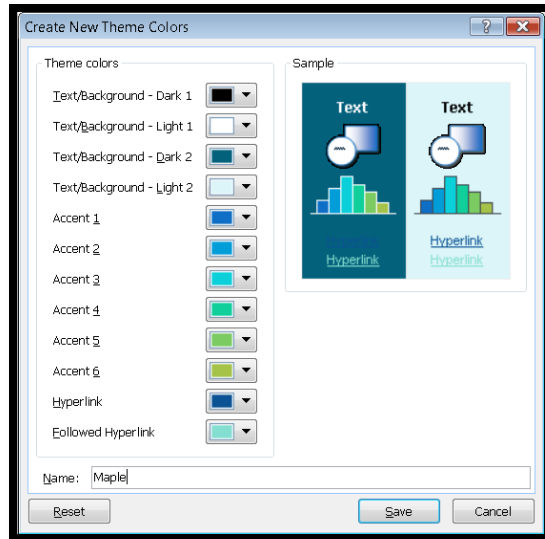 Create New Theme Colors
Theme colors
Text/Background - Dark 1
Text/Background - Light 1
Text/Background - Dark 2
Text/Background - Light 2
Accent 1
Accent 2
Accent 3
Accent 4
Accent 5
Accent 6
Hyperlink
Followed Hyperlink
Sample
Text Text
Hyperlink Hyperlink
Hyperlink Hyperlink
Name: Maple
Reset Save Cancel